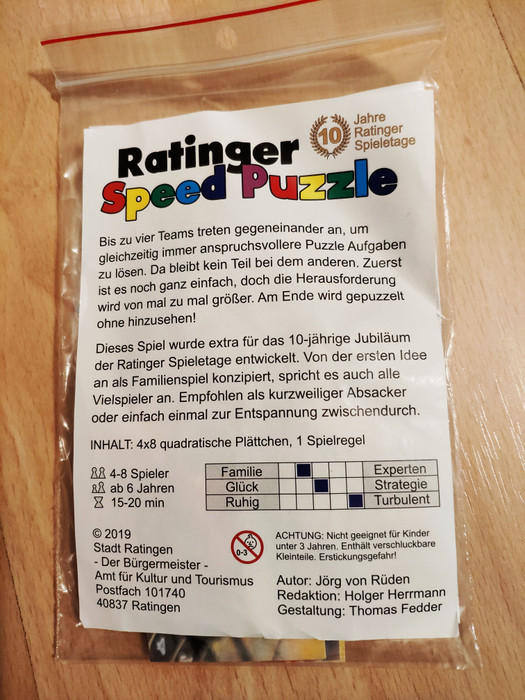 Ratinger
Speed Puzzle
10
Jahre
Ratinger
Spieletage
Bis zu vier Teams treten gegeneinander an, um
gleichzeitig immer anspruchsvollere Puzzle Aufgaben
zu lösen. Da bleibt kein Teil bei dem anderen. Zuerst
ist es noch ganz einfach, doch die Herausforderung
wird von mal zu mal größer. Am Ende wird gepuzzelt
ohne hinzusehen!
Dieses Spiel wurde extra für das 10-jährige Jubiläum
der Ratinger Spieletage entwickelt. Von der ersten Idee
an als Familienspiel konzipiert, spricht es auch alle
Vielspieler an. Empfohlen als kurzweiliger Absacker
oder einfach einmal zur Entspannung zwischendurch.
INHALT: 4x8 quadratische Plättchen, 1 Spielregel
4-8 Spieler
ab 6 Jahren
15-20 min
Familie Experten
Glück Strategie
Ruhig Turbulent
© 2019
Stadt Ratingen
- Der Bürgermeister -
Amt für Kultur und Tourismus
Postfach 101740
40837 Ratingen
0-3
ACHTUNG: Nicht geeignet für Kinder
unter 3 Jahren. Enthält verschluckbare
Kleinteile. Erstickungsgefahr!
Autor: Jörg von Rüden
Redaktion: Holger Herrmann
Gestaltung: Thomas Fedder